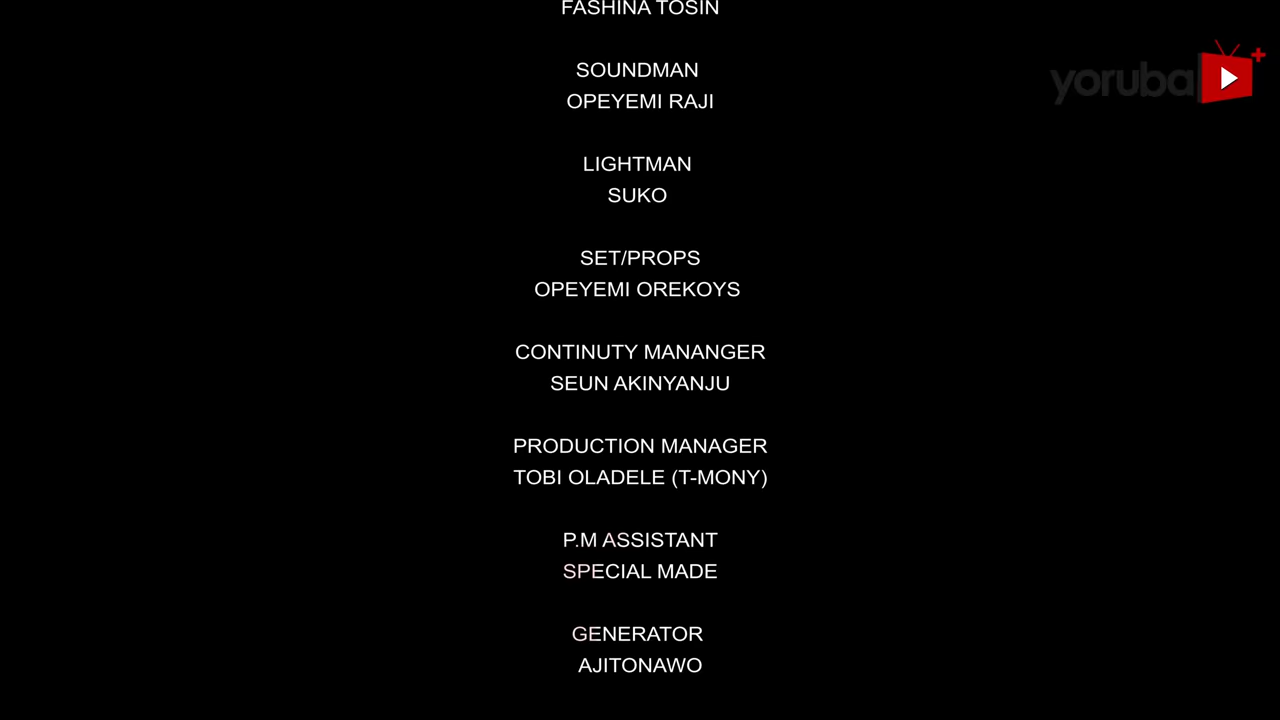 FASHINA TOSIN
yoruba
SOUNDMAN
OPEYEMI RAJI
LIGHTMAN
SUKO
SET/PROPS
OPEYEMI OREKOYS
CONTINUTY MANANGER
SEUN AKINYANJU
PRODUCTION MANAGER
TOBI OLADELE (T-MONY)
P.M ASSISTANT
SPECIAL MADE
GENERATOR
AJITONAWO